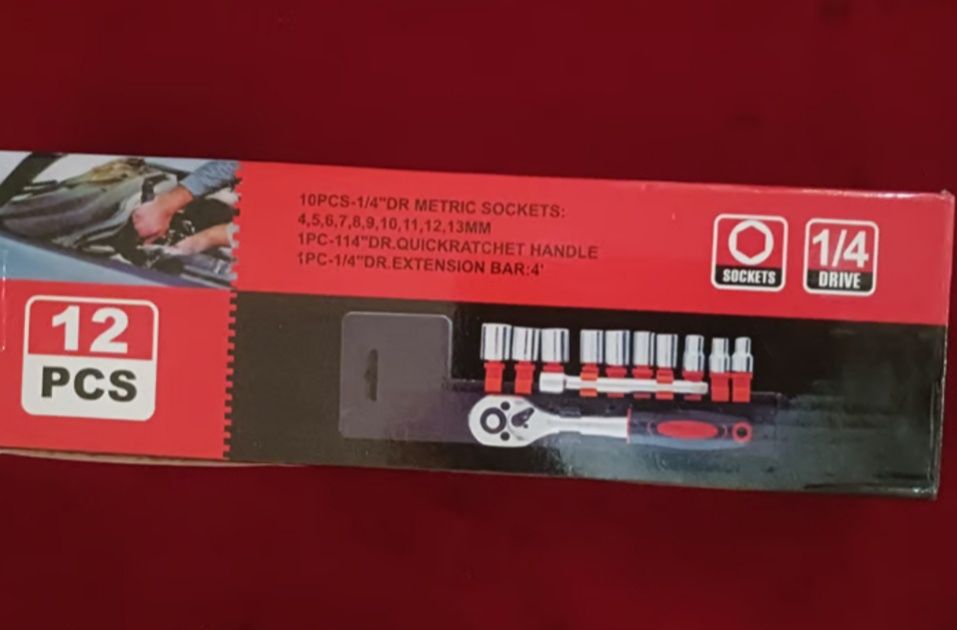 10PCS-1/4"DR METRIC SOCKETS:
4,5,6,7,8,9,10,11,12,13MM
1PC-114"DR.QUICKRATCHET HANDLE
1PC-1/4"DR.EXTENSION BAR:4'
SOCKETS
1/4
DRIVE
12
PCS